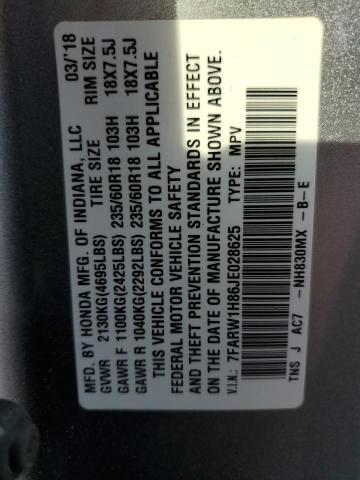 MFD. BY HONDA MFG. OF INDIANA, LLC 03/'18
GVWR 2130KG(4695LBS) TIRE SIZE RIM SIZE
GAWR F 1100KG(2425LBS) 235/60R18 103H 18X7.5J
GAWR R 1040KG(2292LBS) 235/60R18 103H 18X7.5J
THIS VEHICLE CONFORMS TO ALL APPLICABLE
FEDERAL MOTOR VEHICLE SAFETY
AND THEFT PREVENTION STANDARDS IN EFFECT
ON THE DATE OF MANUFACTURE SHOWN ABOVE.
V.I.N.: 7FARW1H86JE028625 TYPE: MPV
TNS J AC7 -NH830MX -B-E